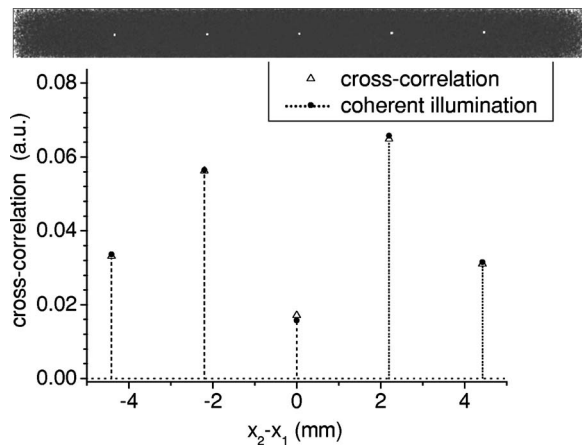 cross-correlation
coherent illumination
cross-correlation (a.u.)
0.08
0.06
0.04
0.02
0.00
-4 -2 0 2 4
x₂-x₁ (mm)